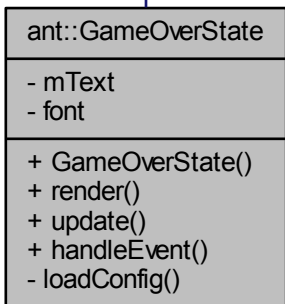 ant::GameOverState
- mText
- font
+ GameOverState()
+ render()
+ update()
+ handleEvent()
- loadConfig()